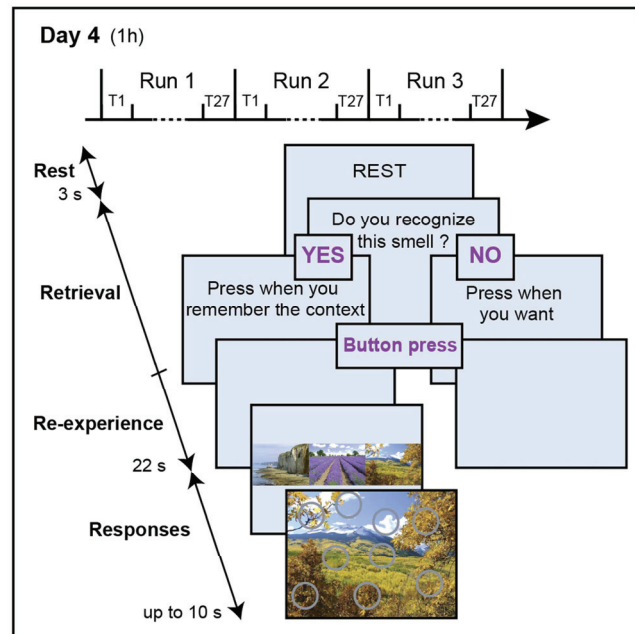 Day 4 (1h)
Run 1 Run 2 Run 3
T1 T27 T1 T27 T1 T27
Rest
3 s
REST
Do you recognize
this smell ?
YES
NO
Retrieval
Press when you
remember the context
Press when
you want
Button press
Re-experience
22 s
Responses
up to 10 s